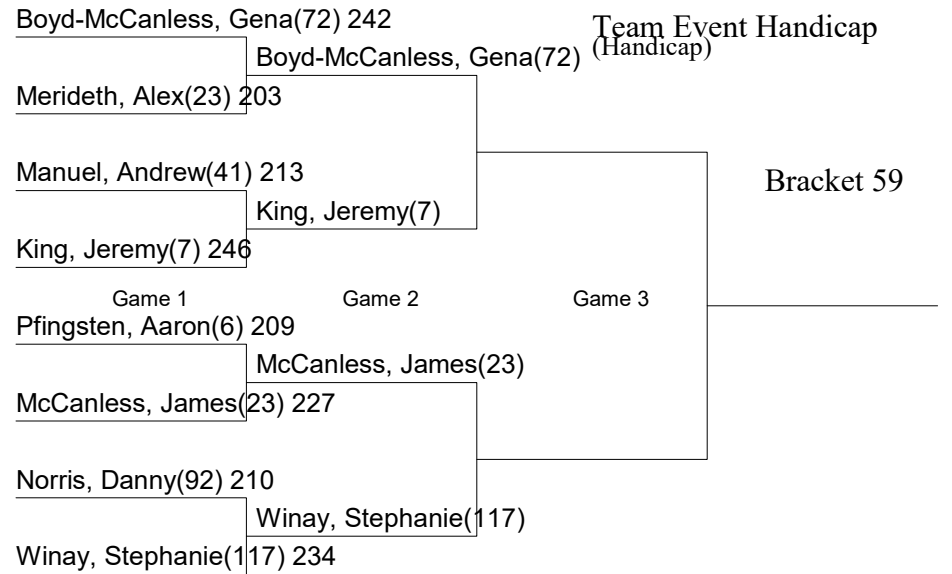 Boyd-McCanless, Gena(72) 242
Team Event Handicap
(Handicap)
Boyd-McCanless, Gena(72)
Merideth, Alex(23) 203
Manuel, Andrew(41) 213
Bracket 59
King, Jeremy(7)
King, Jeremy(7) 246
Game 1
Game 2
Game 3
Pfingsten, Aaron(6) 209
McCanless, James(23)
McCanless, James(23) 227
Norris, Danny(92) 210
Winay, Stephanie(117)
Winay, Stephanie(117) 234